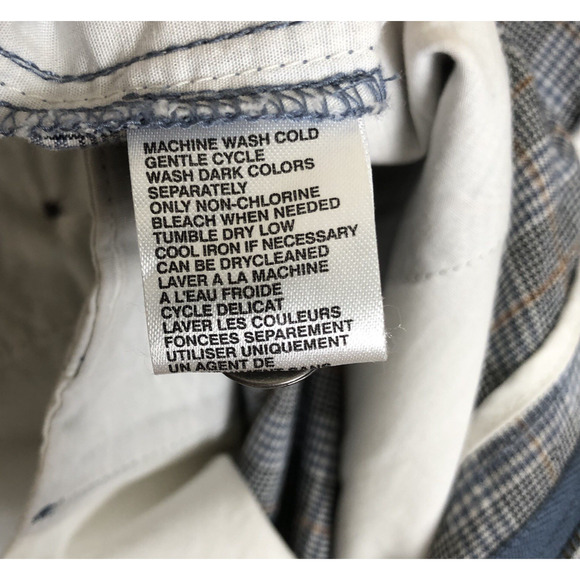 MACHINE WASH COLD
GENTLE CYCLE
WASH DARK COLORS
SEPARATELY
ONLY NON-CHLORINE
BLEACH WHEN NEEDED
TUMBLE DRY LOW
COOL IRON IF NECESSARY
CAN BE DRYCLEANED
LAVER A LA MACHINE
A L'EAU FROIDE
CYCLE DELICAT
LAVER LES COULEURS
FONCEES SEPAREMENT
UTILISER UNIQUEMENT
UN AGENT DE